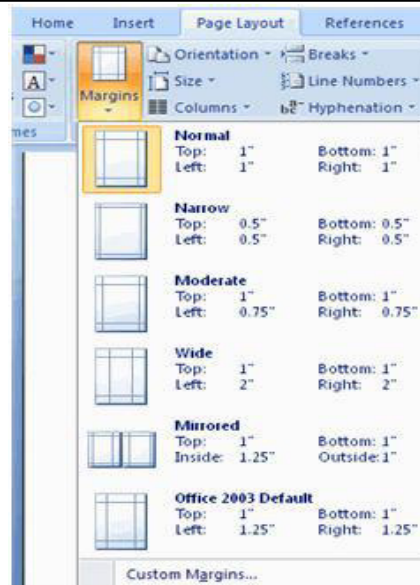 Home Insert Page Layout References
Orientation Breaks
A Size Line Numbers
Margins Columns Hyphenation
mes
Normal
Top: 1" Bottom: 1"
Left: 1" Right: 1"
Narrow
Top: 0.5" Bottom: 0.5"
Left: 0.5" Right: 0.5"
Moderate
Top: 1" Bottom: 1"
Left: 0.75" Right: 0.75"
Wide
Top: 1" Bottom: 1"
Left: 2" Right: 2"
Mirrored
Top: 1" Bottom: 1"
Inside: 1.25" Outside: 1"
Office 2003 Default
Top: 1" Bottom: 1"
Left: 1.25" Right: 1.25"
Custom Margins...